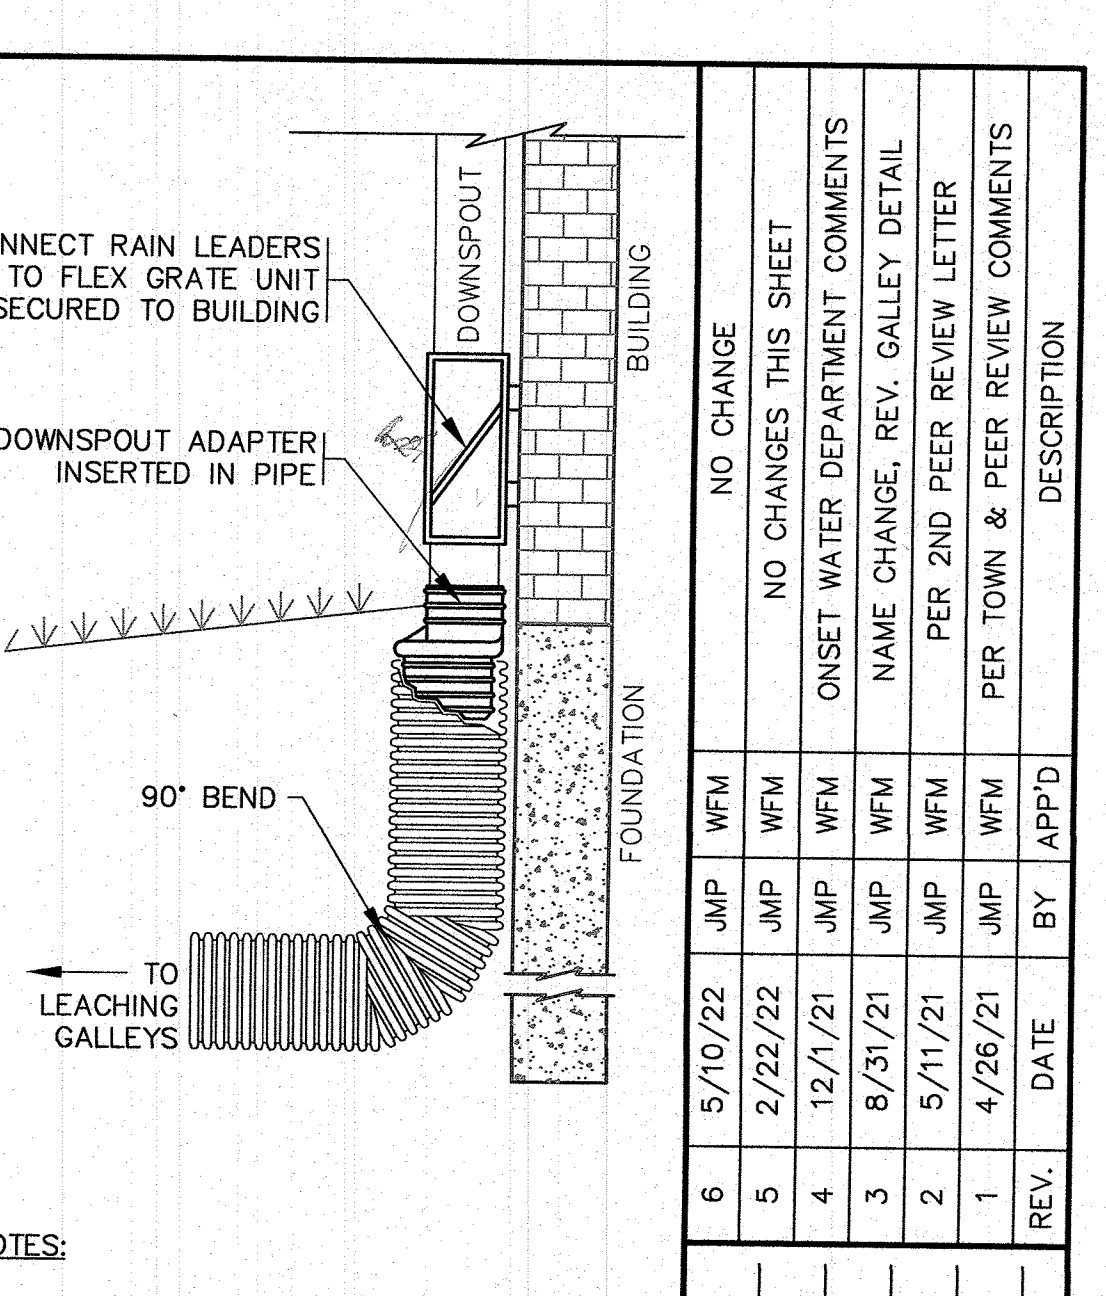 NNECT RAIN LEADERS
TO FLEX GRATE UNIT
SECURED TO BUILDING
DOWNSPOUT
BUILDING
DOWNSPOUT ADAPTER
INSERTED IN PIPE
FOUNDATION
90° BEND
TO
LEACHING
GALLEYS
OTES:
6 5/10/22 JMP WFM NO CHANGE
5 2/22/22 JMP WFM NO CHANGES THIS SHEET
4 12/1/21 JMP WFM ONSET WATER DEPARTMENT COMMENTS
3 8/31/21 JMP WFM NAME CHANGE, REV. GALLEY DETAIL
2 5/11/21 JMP WFM PER 2ND PEER REVIEW LETTER
1 4/26/21 JMP WFM PER TOWN & PEER REVIEW COMMENTS
REV. DATE BY APP'D DESCRIPTION